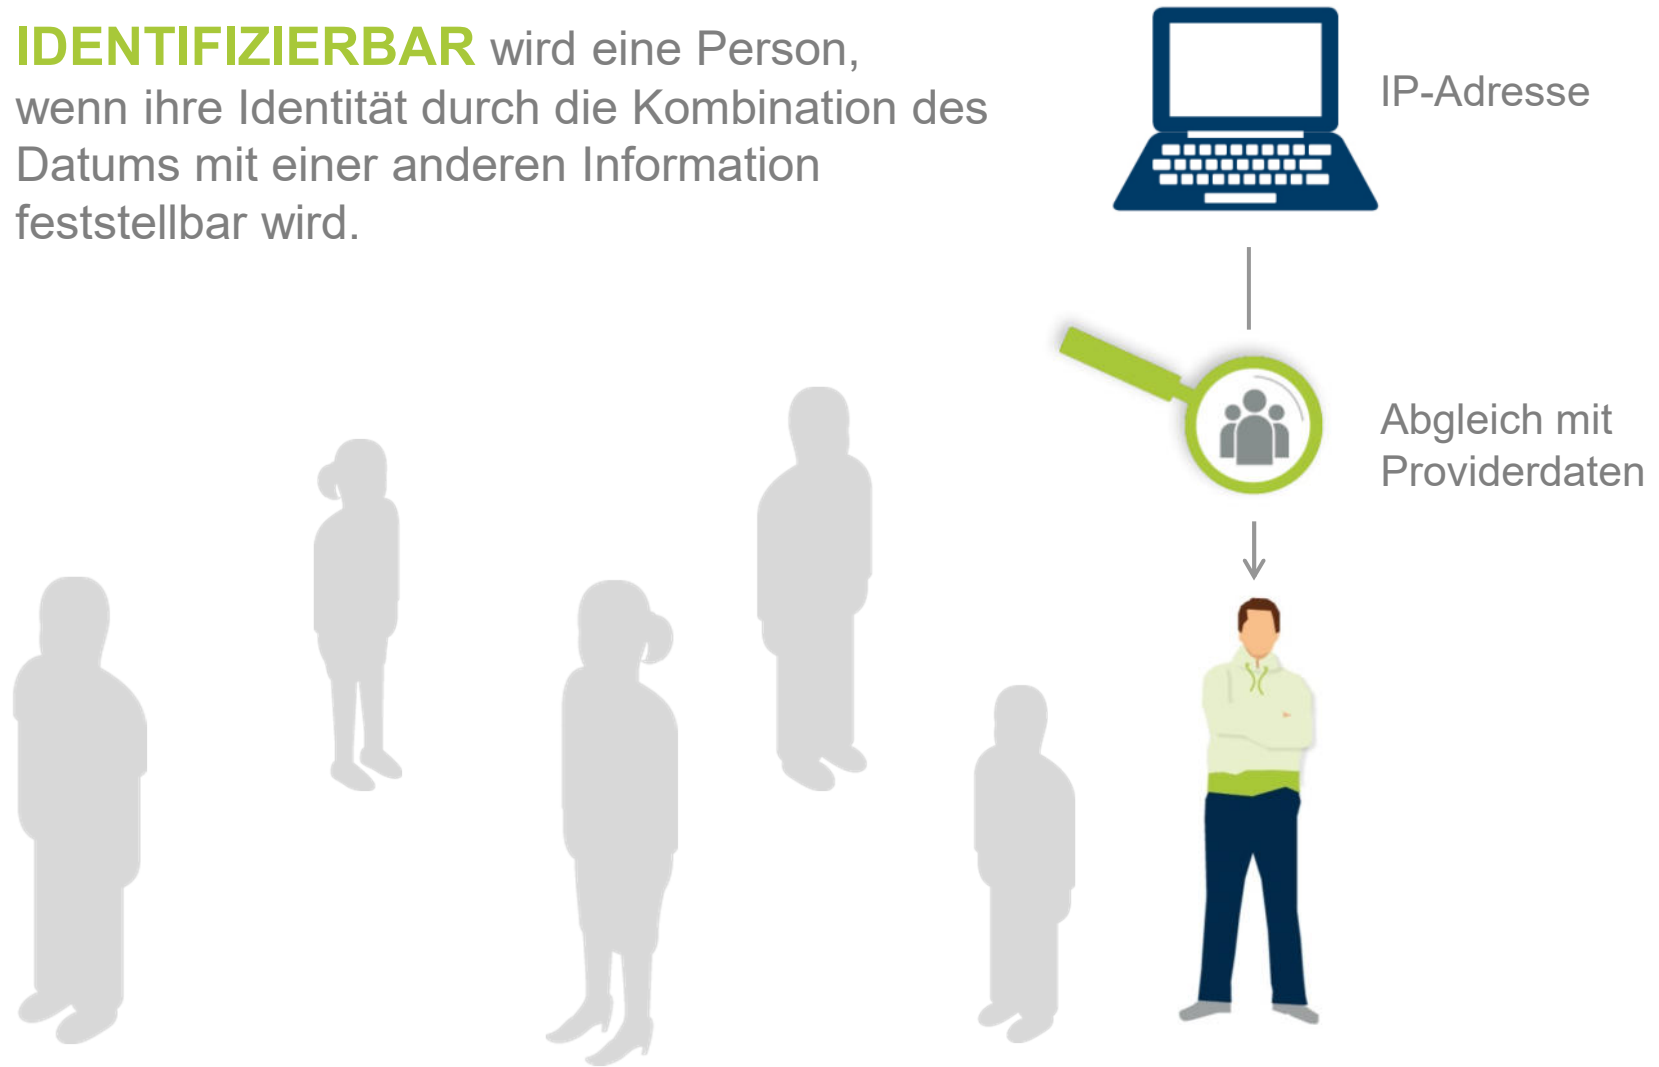 IDENTIFIZIERBAR wird eine Person,
wenn ihre Identität durch die Kombination des
Datums mit einer anderen Information
feststellbar wird.
IP-Adresse
Abgleich mit
Providerdaten